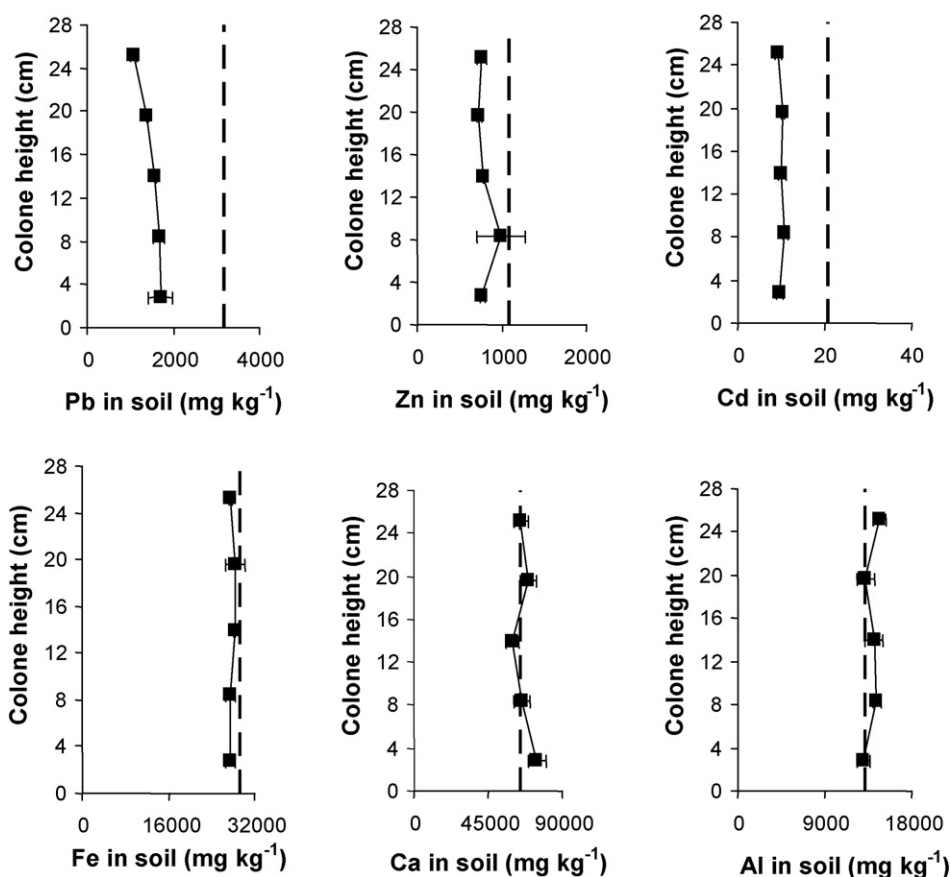 Colone height (cm)
28
24
20
16
12
8
4
0
0 2000 4000
Pb in soil (mg kg⁻¹)
Colone height (cm)
28
24
20
16
12
8
4
0
0 1000 2000
Zn in soil (mg kg⁻¹)
Colone height (cm)
28
24
20
16
12
8
4
0
0 20 40
Cd in soil (mg kg⁻¹)
Colone height (cm)
28
24
20
16
12
8
4
0
0 16000 32000
Fe in soil (mg kg⁻¹)
Colone height (cm)
28
24
20
16
12
8
4
0
0 45000 90000
Ca in soil (mg kg⁻¹)
Colone height (cm)
28
24
20
16
12
8
4
0
0 9000 18000
Al in soil (mg kg⁻¹)